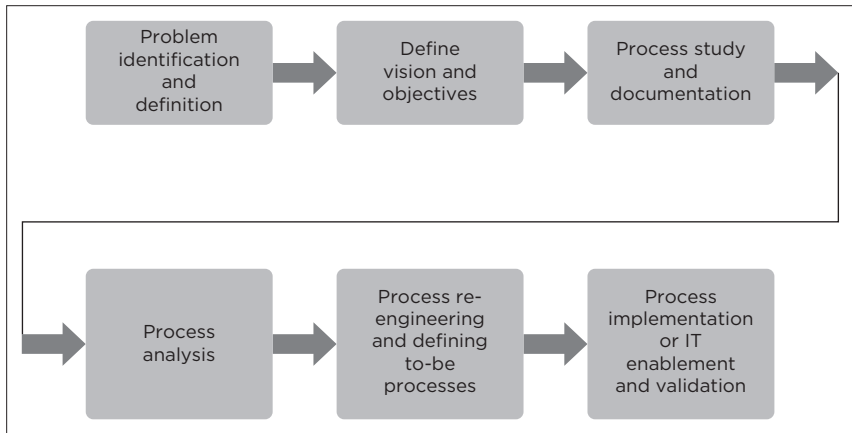 Problem
identification
and
definition
Define
vision and
objectives
Process study
and
documentation
Process
analysis
Process re-
engineering
and defining
to-be
processes
Process
implementation
or IT
enablement
and validation